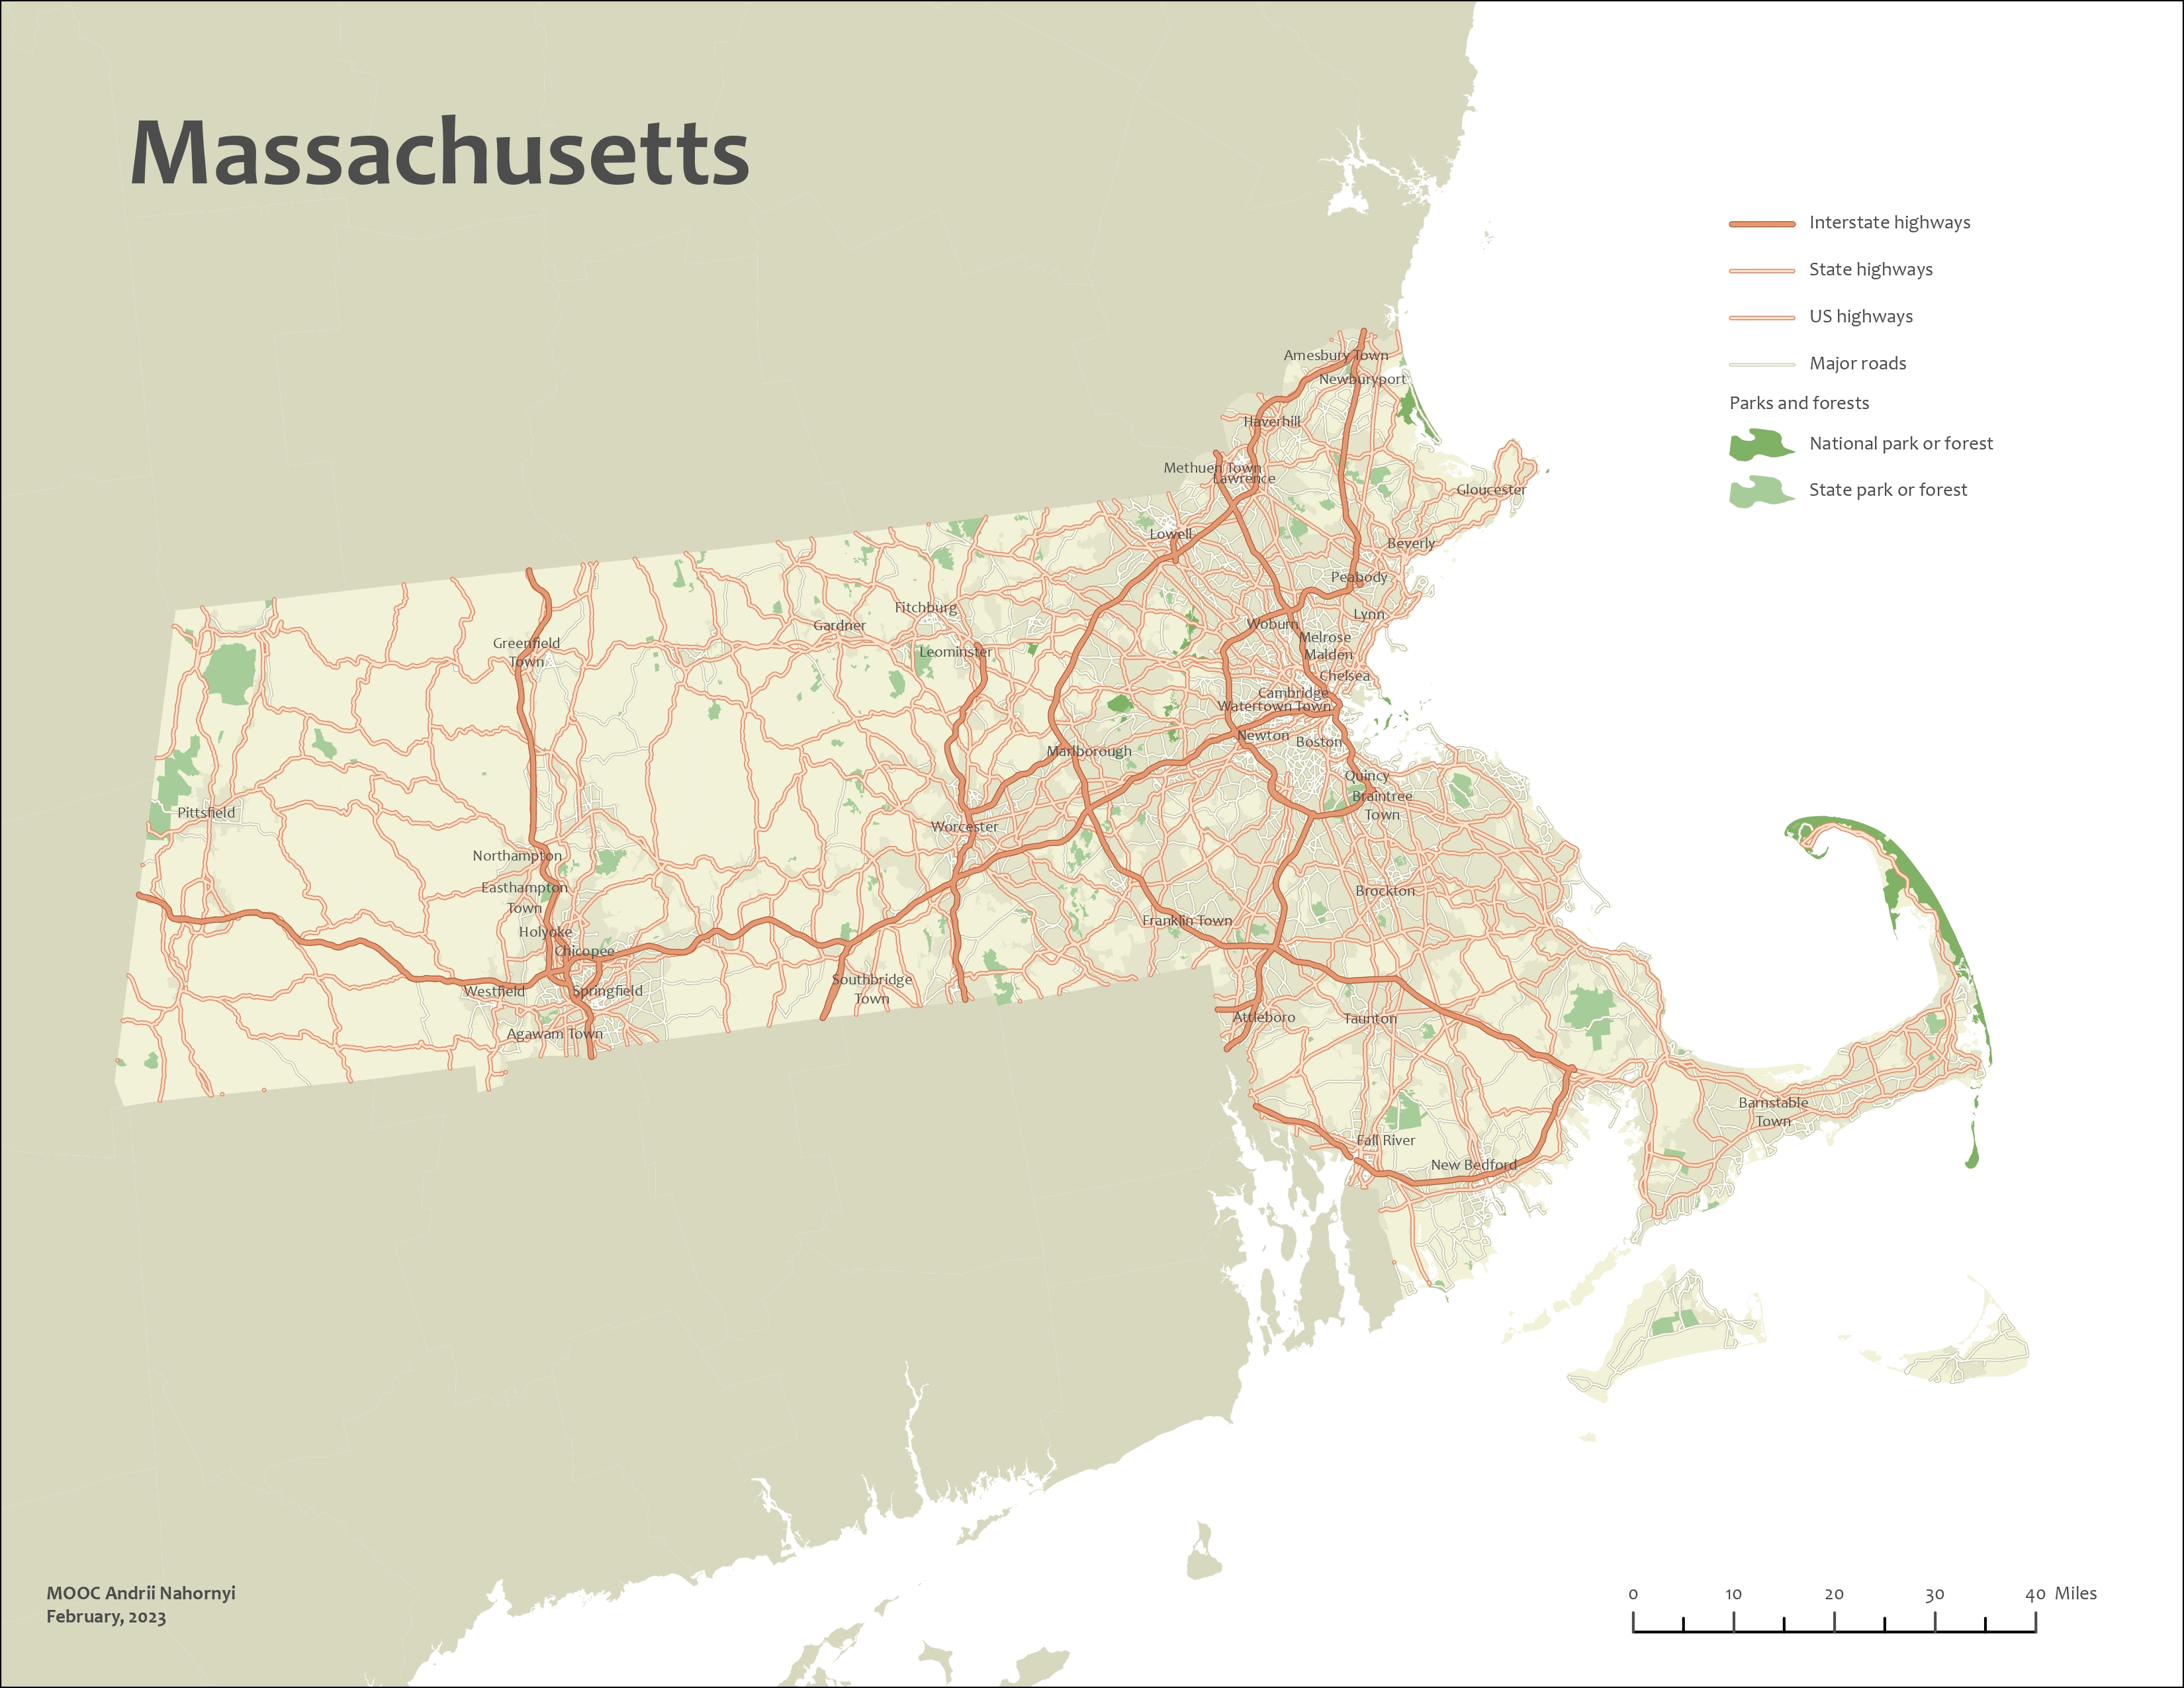 Massachusetts
Interstate highways
State highways
US highways
Major roads
Parks and forests
National park or forest
State park or forest
Amesbury Town
Newburyport
Haverhill
Methuen Town
Lawrence
Gloucester
Lowell
Beverly
Peabody
Fitchburg
Lynn
Gardner
Woburn
Melrose
Greenfield
Town
Leominster
Malden
Chelsea
Cambridge
Watertown Town
Newton
Boston
Marlborough
Quincy
Braintree
Town
Pittsfield
Worcester
Northampton
Easthampton
Town
Brockton
Franklin Town
Holyoke
Chicopee
Southbridge
Town
Westfield
Springfield
Attleboro
Taunton
Agawam Town
Barnstable
Town
Fall River
New Bedford
MOOC Andrii Nahornyi
February, 2023
0 10 20 30 40 Miles